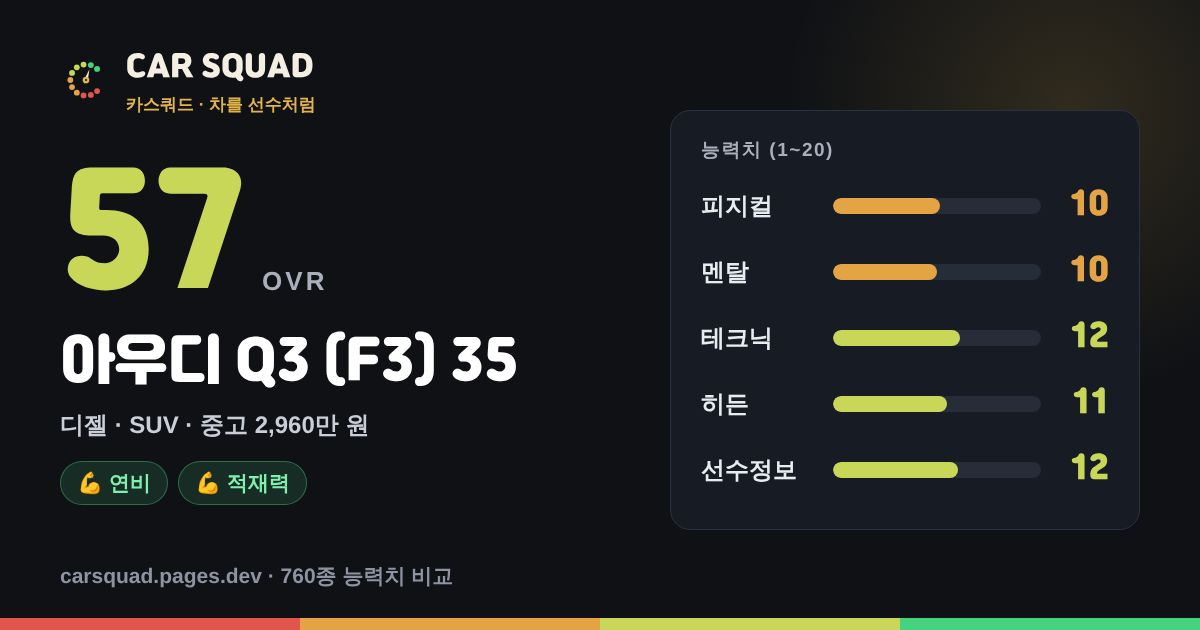 CAR SQUAD
카스쿼드 · 차를 선수처럼
57 OVR
아우디 Q3 (F3) 35
디젤 · SUV · 중고 2,960만 원
💪 연비 💪 적재력
carsquad.pages.dev · 760종 능력치 비교
능력치 (1~20)
피지컬 10
멘탈 10
테크닉 12
히든 11
선수정보 12